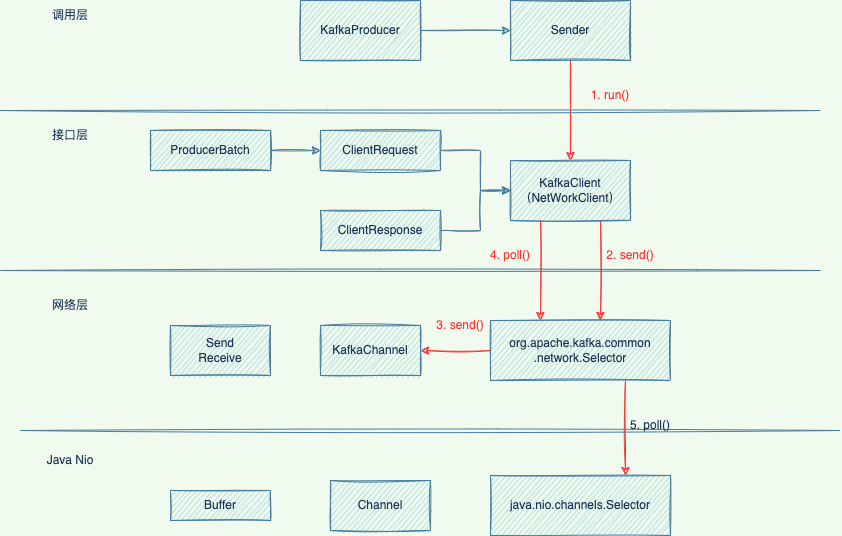 调用层
KafkaProducer
Sender
1. run()
接口层
ProducerBatch
ClientRequest
KafkaClient
(NetWorkClient)
ClientResponse
4. poll()
2. send()
网络层
Send
Receive
KafkaChannel
3. send()
org.apache.kafka.common
.network.Selector
5. poll()
Java Nio
Buffer
Channel
java.nio.channels.Selector